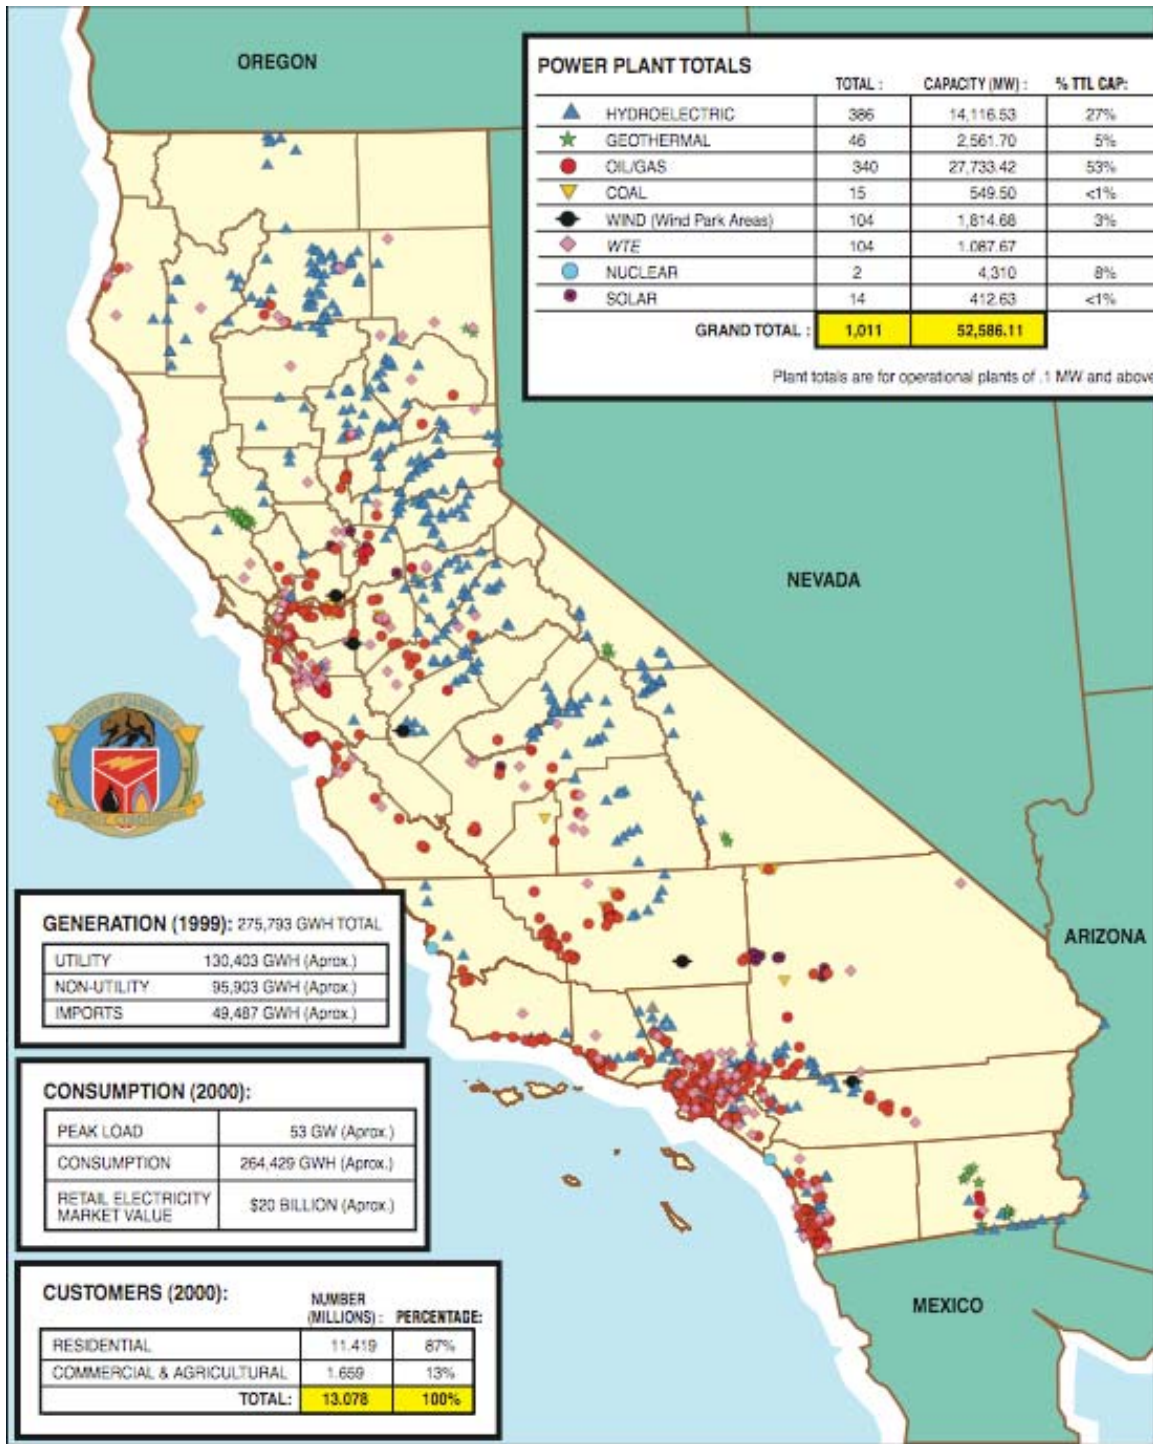 OREGON
POWER PLANT TOTALS
TOTAL : CAPACITY (MW) : % TTL CAP:
HYDROELECTRIC 386 14,116.53 27%
GEOTHERMAL 46 2,561.70 5%
OIL/GAS 340 27,733.42 53%
COAL 15 549.50 <1%
WIND (Wind Park Areas) 104 1,814.68 3%
WTE 104 1.087.67
NUCLEAR 2 4,310 8%
SOLAR 14 412.63 <1%
GRAND TOTAL : 1,011 52,586.11
Plant totals are for operational plants of .1 MW and above
NEVADA
ARIZONA
GENERATION (1999): 275,793 GWH TOTAL
UTILITY 130,403 GWH (Aprox.)
NON-UTILITY 95,903 GWH (Aprox.)
IMPORTS 49,487 GWH (Aprox.)
CONSUMPTION (2000):
PEAK LOAD 53 GW (Aprox.)
CONSUMPTION 264,429 GWH (Aprox.)
RETAIL ELECTRICITY
MARKET VALUE $20 BILLION (Aprox.)
CUSTOMERS (2000):
NUMBER
(MILLIONS) : PERCENTAGE:
RESIDENTIAL 11.419 87%
COMMERCIAL & AGRICULTURAL 1.659 13%
TOTAL: 13.078 100%
MEXICO